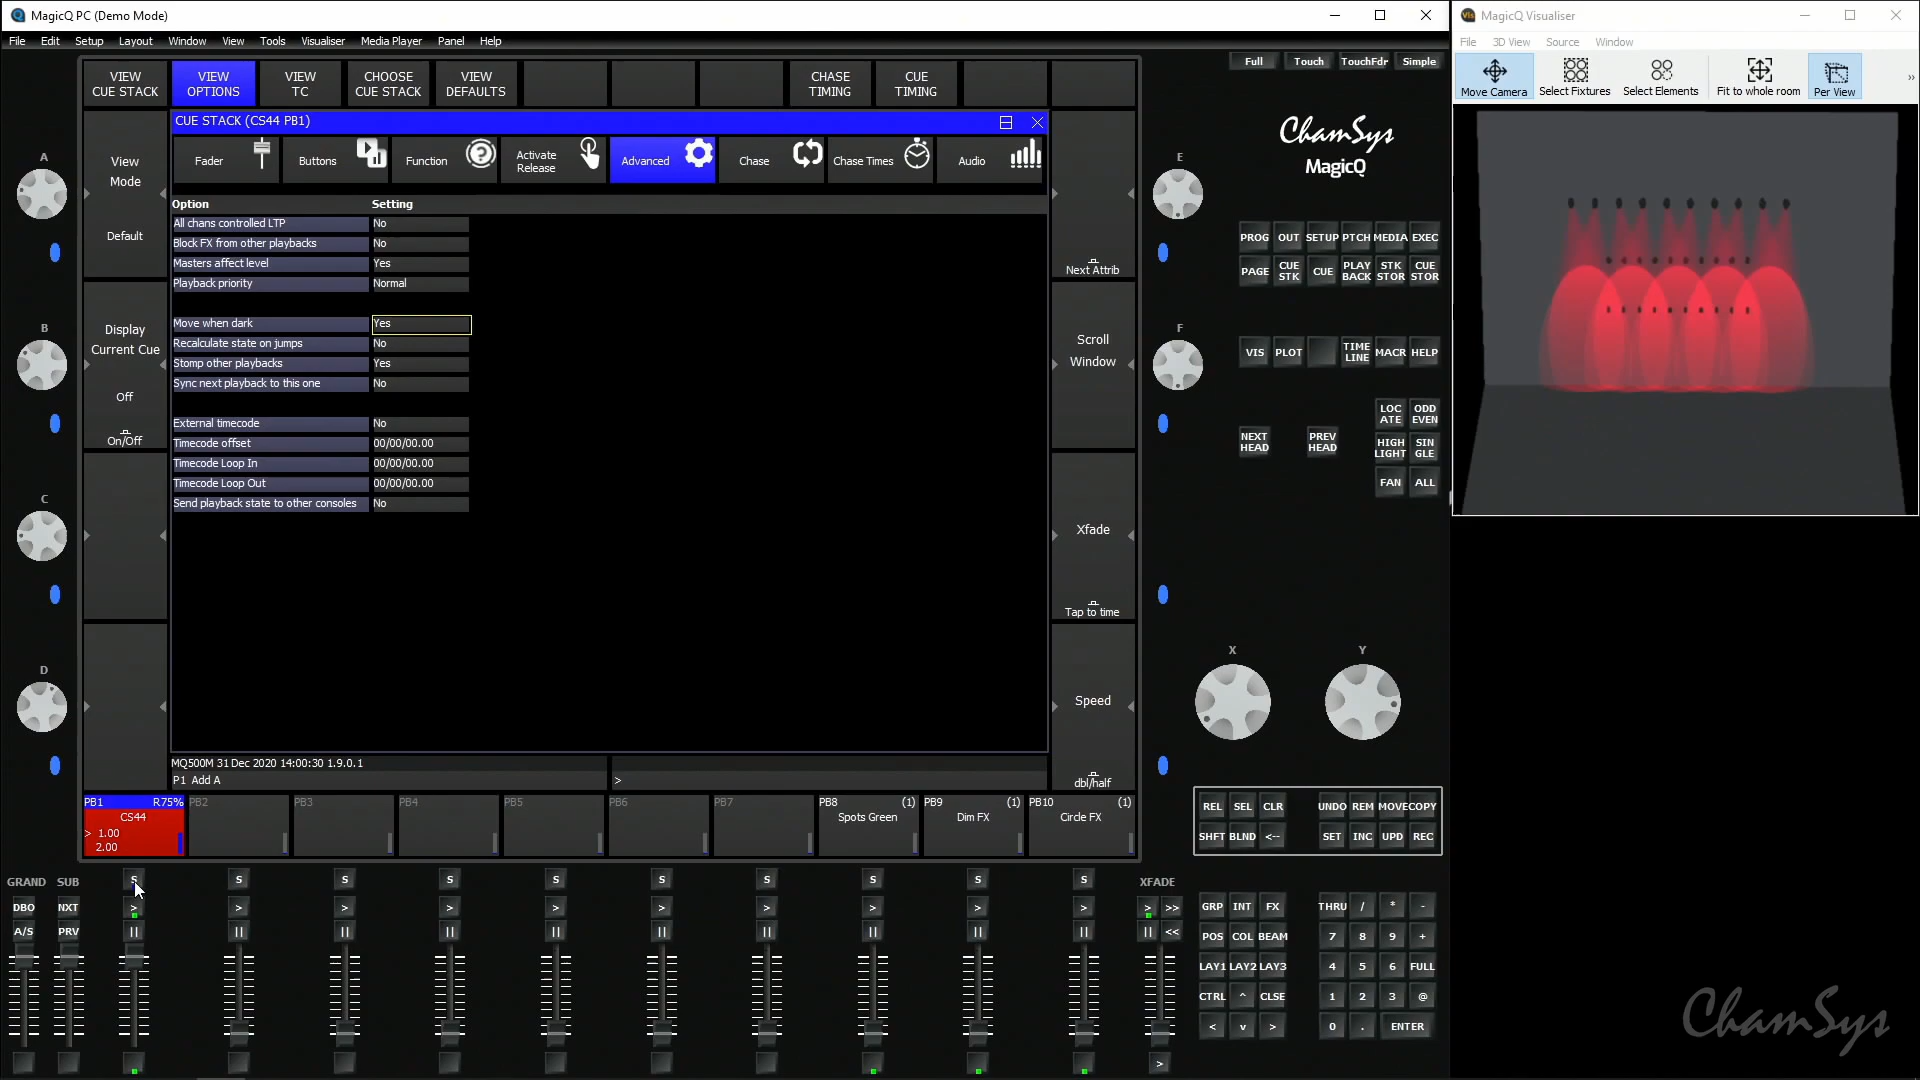 MagicQ PC (Demo Mode)
File Edit Setup Layout Window View Tools Visualiser Media Player Panel Help
VIEW CUE STACK
VIEW OPTIONS
VIEW TC
CHOOSE CUE STACK
VIEW DEFAULTS
CHASE TIMING
CUE TIMING
Full Touch TouchFdr Simple
CUE STACK (CS44 PB1)
Fader
Buttons
Function
Activate Release
Advanced
Chase
Chase Times
Audio
Option Setting
All chans controlled LTP No
Block FX from other playbacks No
Masters affect level Yes
Playback priority Normal
Move when dark Yes
Recalculate state on jumps No
Stomp other playbacks Yes
Sync next playback to this one No
External timecode No
Timecode offset 00/00/00.00
Timecode Loop In 00/00/00.00
Timecode Loop Out 00/00/00.00
Send playback state to other consoles No
A
View
Mode
Default
B
Display
Current Cue
Off
On/Off
C
D
Next Attrib
Scroll
Window
Xfade
Tap to time
Speed
dbl/half
E
F
X Y
MQ500M 31 Dec 2020 14:00:30 1.9.0.1
P1 Add A
>
PB1 R75%
CS44
> 1.00
2.00
PB2
PB3
PB4
PB5
PB6
PB7
PB8 (1)
Spots Green
PB9 (1)
Dim FX
PB10 (1)
Circle FX
GRAND SUB
S S S S S S S S S S
XFADE
DBO NXT > > > > > > > > > > > >>
A/S PRV || || || || || || || || || || || <<
>
ChamSys
MagicQ
PROG OUT SETUP PTCH MEDIA EXEC
PAGE CUE STK CUE PLAY BACK STK STOR CUE STOR
VIS PLOT TIME LINE MACR HELP
LOC ATE ODD EVEN
NEXT HEAD PREV HEAD HIGH LIGHT SIN GLE
FAN ALL
REL SEL CLR UNDO REM MOVE COPY
SHFT BLND <-- SET INC UPD REC
GRP INT FX THRU / * -
POS COL BEAM 7 8 9 +
LAY1 LAY2 LAY3 4 5 6 FULL
CTRL ^ CLSE 1 2 3 @
< v > 0 . ENTER
MagicQ Visualiser
File 3D View Source Window
Move Camera
Select Fixtures
Select Elements
Fit to whole room
Per View
»
ChamSys